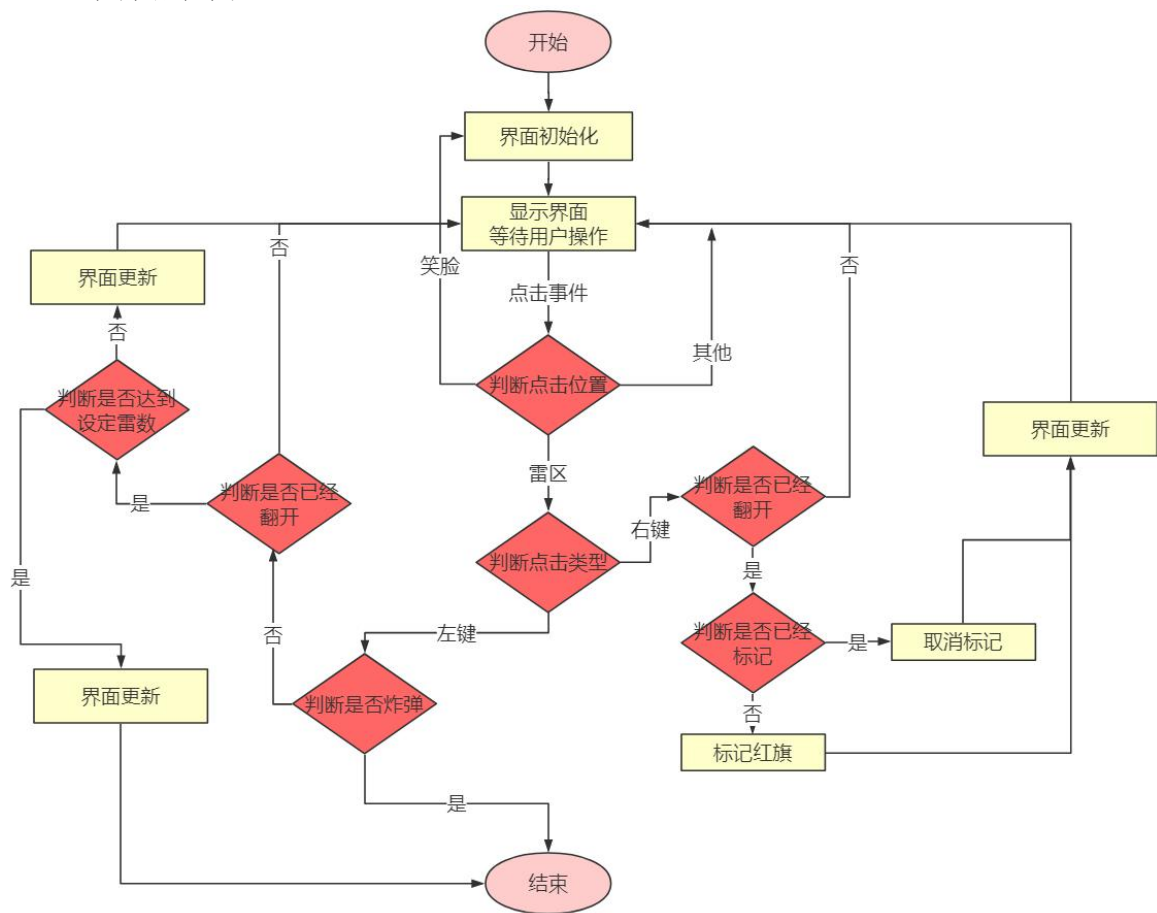 开始
界面初始化
显示界面
等待用户操作
否
笑脸
否
界面更新
点击事件
其他
否
判断点击位置
判断是否达到
设定雷数
界面更新
雷区
判断是否已经
翻开
是
判断是否已经
翻开
右键
判断点击类型
是
是
否
左键
判断是否已经
标记
是
取消标记
界面更新
判断是否炸弹
否
标记红旗
是
结束